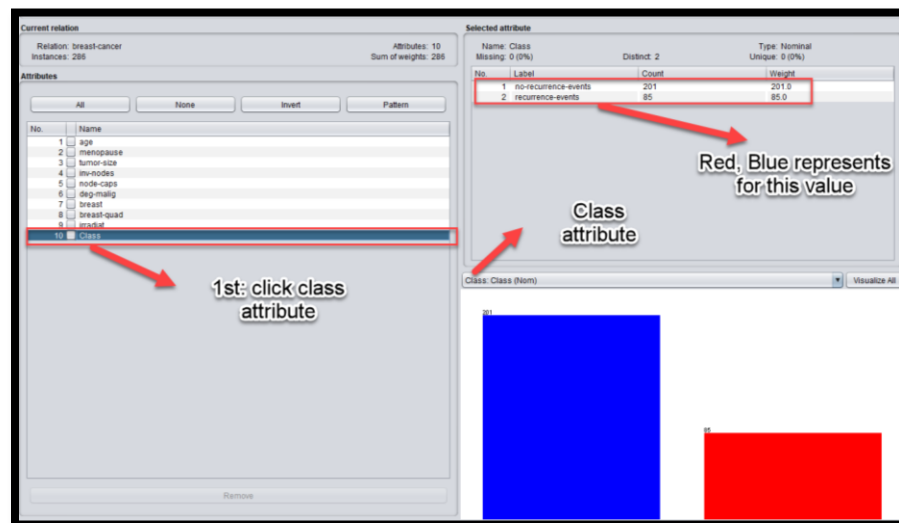 Current relation
Relation: breast-cancer Attributes: 10
Instances: 286 Sum of weights: 286
Attributes
All None Invert Pattern
No. Name
1 age
2 menopause
3 tumor-size
4 inv-nodes
5 node-caps
6 deg-malig
7 breast
8 breast-quad
9 irradiat
10 Class
1st: click class
attribute
Remove
Selected attribute
Name: Class Type: Nominal
Missing: 0 (0%) Distinct: 2 Unique: 0 (0%)
No. Label Count Weight
1 no-recurrence-events 201 201.0
2 recurrence-events 85 85.0
Red, Blue represents
for this value
Class
attribute
Class: Class (Nom) Visualize All
201
85